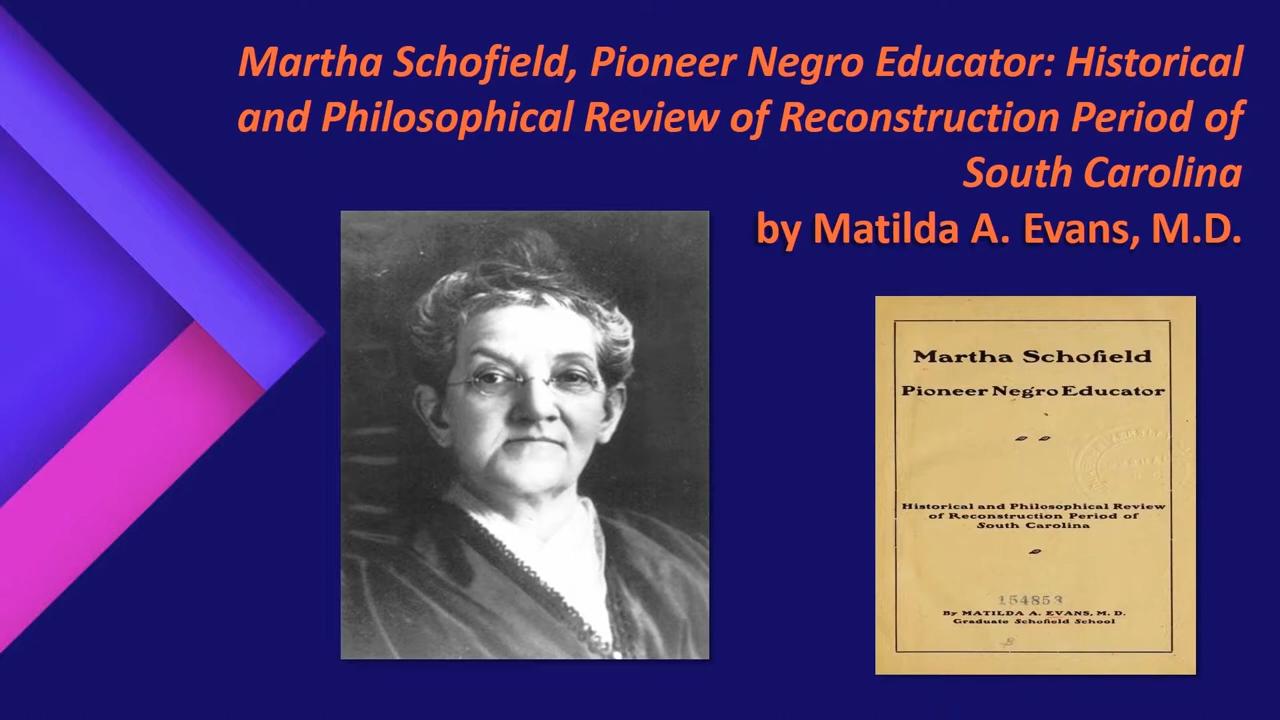 Martha Schofield, Pioneer Negro Educator: Historical
and Philosophical Review of Reconstruction Period of
South Carolina
by Matilda A. Evans, M.D.
Martha Schofield
Pioneer Negro Educator
Historical and Philosophical Review
of Reconstruction Period of
South Carolina
154853
By MATILDA A. EVANS, M. D.
Graduate Schofield School